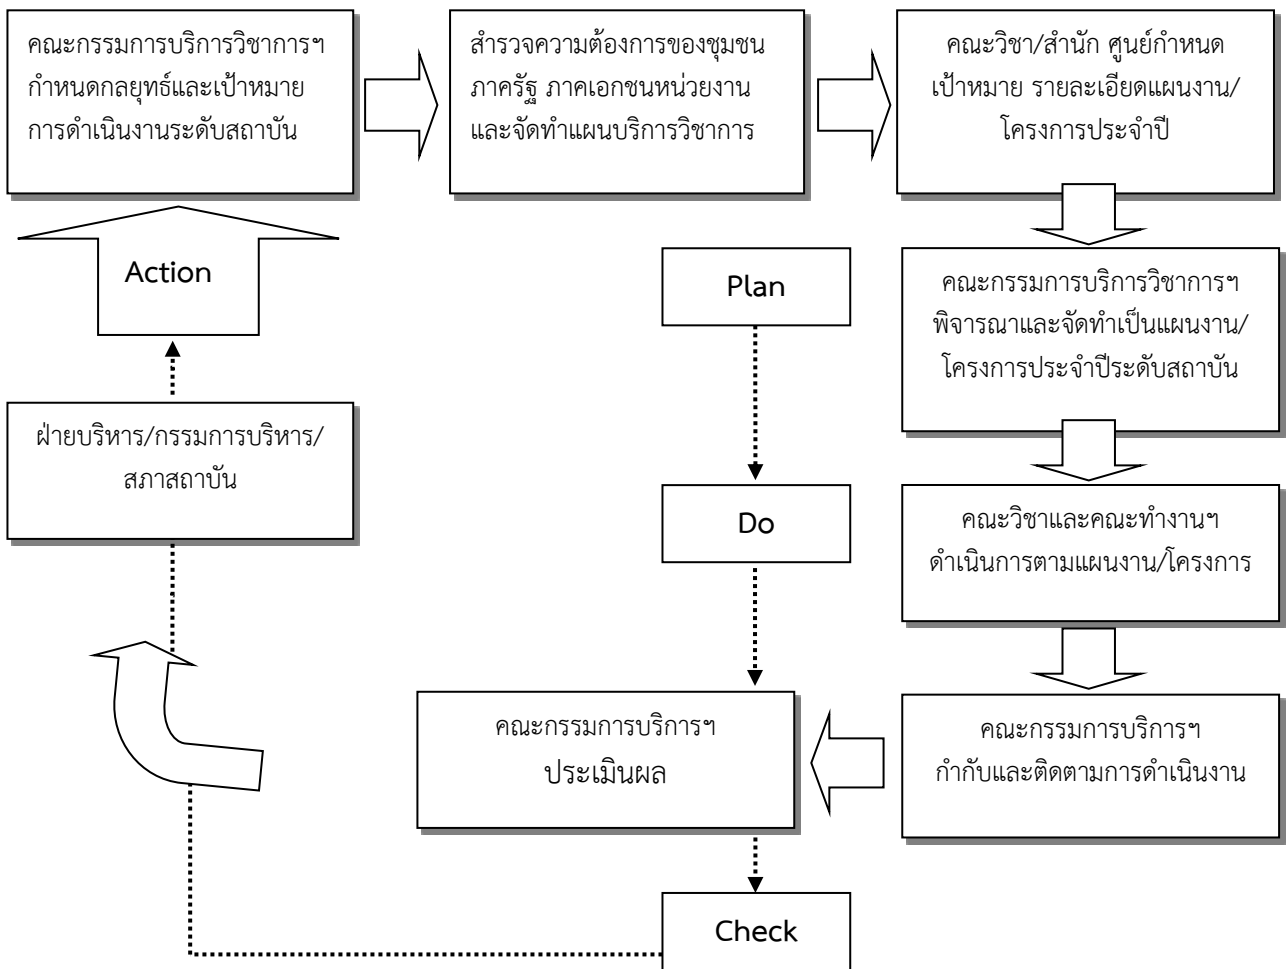 คณะกรรมการบริการวิชาการฯ
กำหนดกลยุทธ์และเป้าหมาย
การดำเนินงานระดับสถาบัน
สำรวจความต้องการของชุมชน
ภาครัฐ ภาคเอกชนหน่วยงาน
และจัดทำแผนบริการวิชาการ
คณะวิชา/สำนัก ศูนย์กำหนด
เป้าหมาย รายละเอียดแผนงาน/
โครงการประจำปี
Action
Plan
คณะกรรมการบริการวิชาการฯ
พิจารณาและจัดทำเป็นแผนงาน/
โครงการประจำปีระดับสถาบัน
ฝ่ายบริหาร/กรรมการบริหาร/
สภาสถาบัน
Do
คณะวิชาและคณะทำงานฯ
ดำเนินการตามแผนงาน/โครงการ
คณะกรรมการบริการฯ
ประเมินผล
คณะกรรมการบริการฯ
กำกับและติดตามการดำเนินงาน
Check